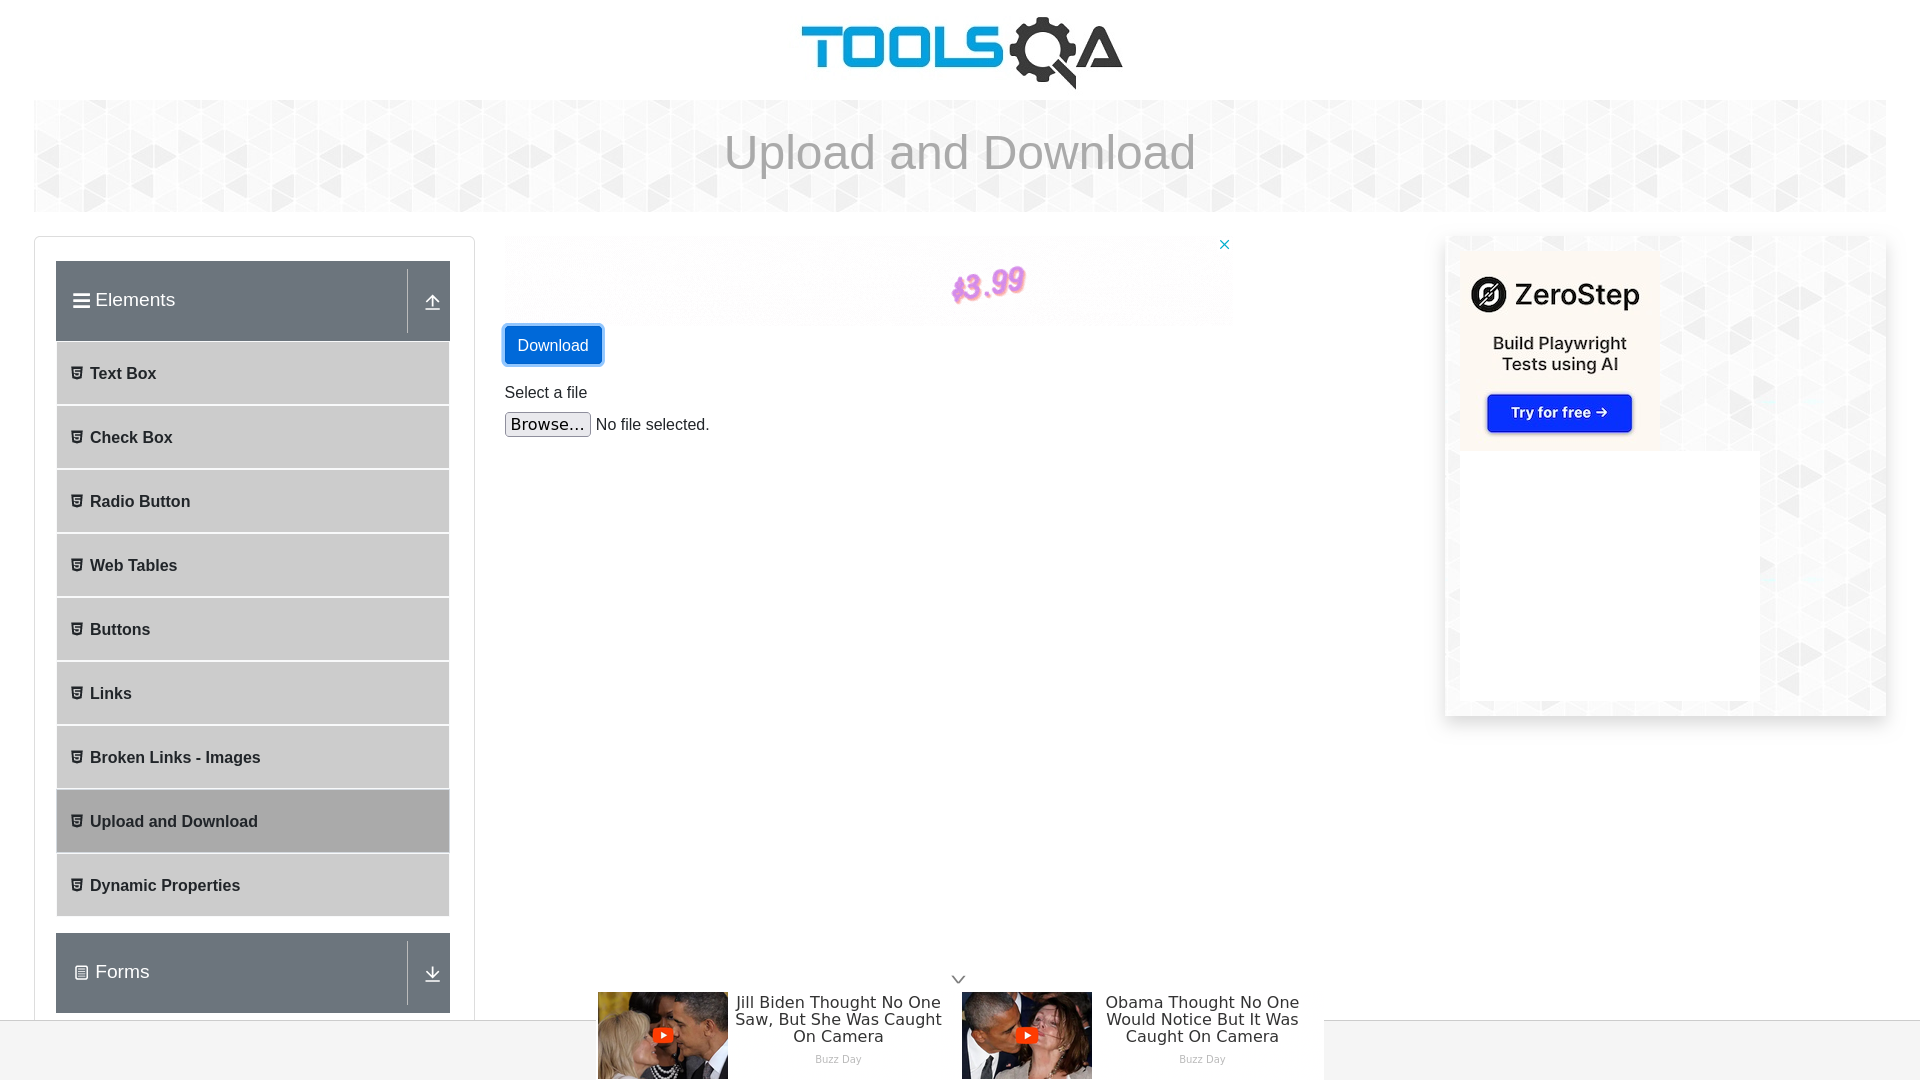 TOOLSQA
Upload and Download
Elements
Text Box
Check Box
Radio Button
Web Tables
Buttons
Links
Broken Links - Images
Upload and Download
Dynamic Properties
Forms
$3.99
Download
Select a file
Browse... No file selected.
ZeroStep
Build Playwright
Tests using AI
Try for free →
Jill Biden Thought No One
Saw, But She Was Caught
On Camera
Buzz Day
Obama Thought No One
Would Notice But It Was
Caught On Camera
Buzz Day